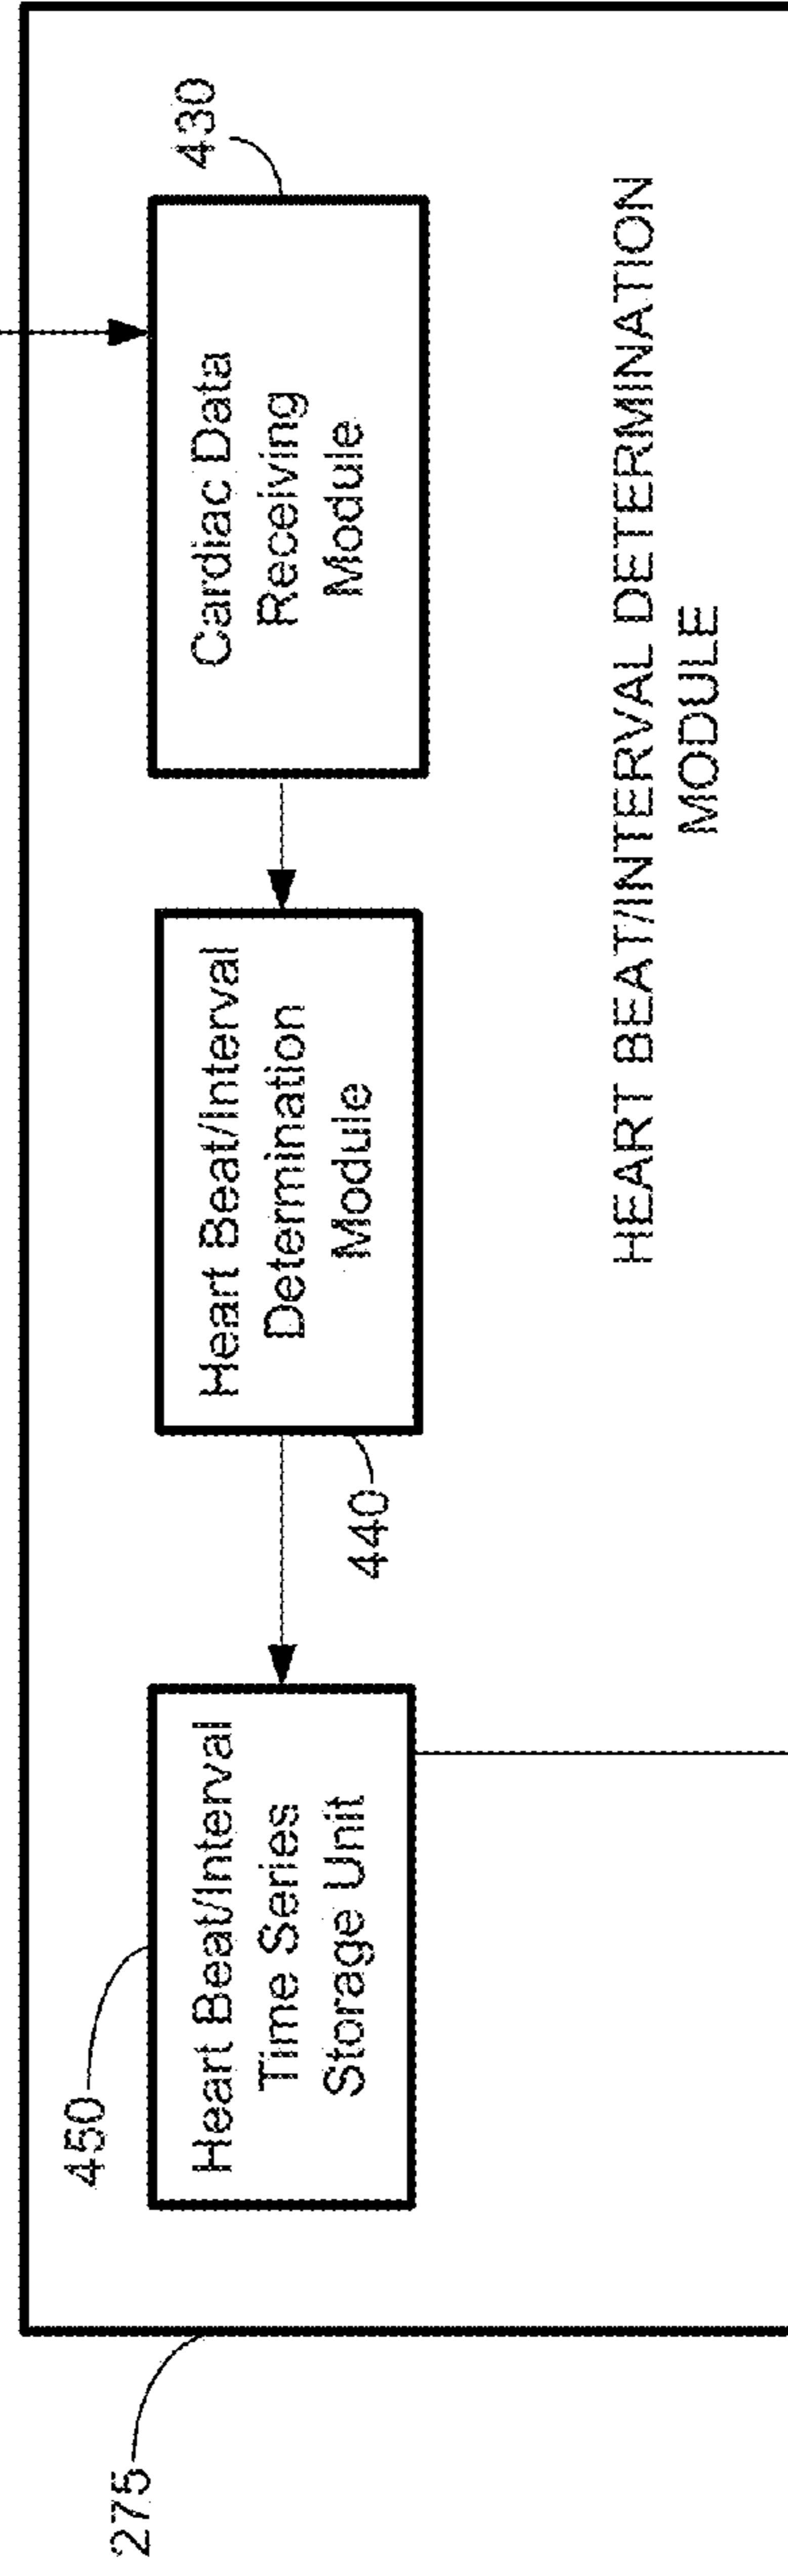 275
450
Heart Beat/Interval
Time Series
Storage Unit
440
Heart Beat/Interval
Determination
Module
430
Cardiac Data
Receiving
Module
HEART BEAT/INTERVAL DETERMINATION
MODULE